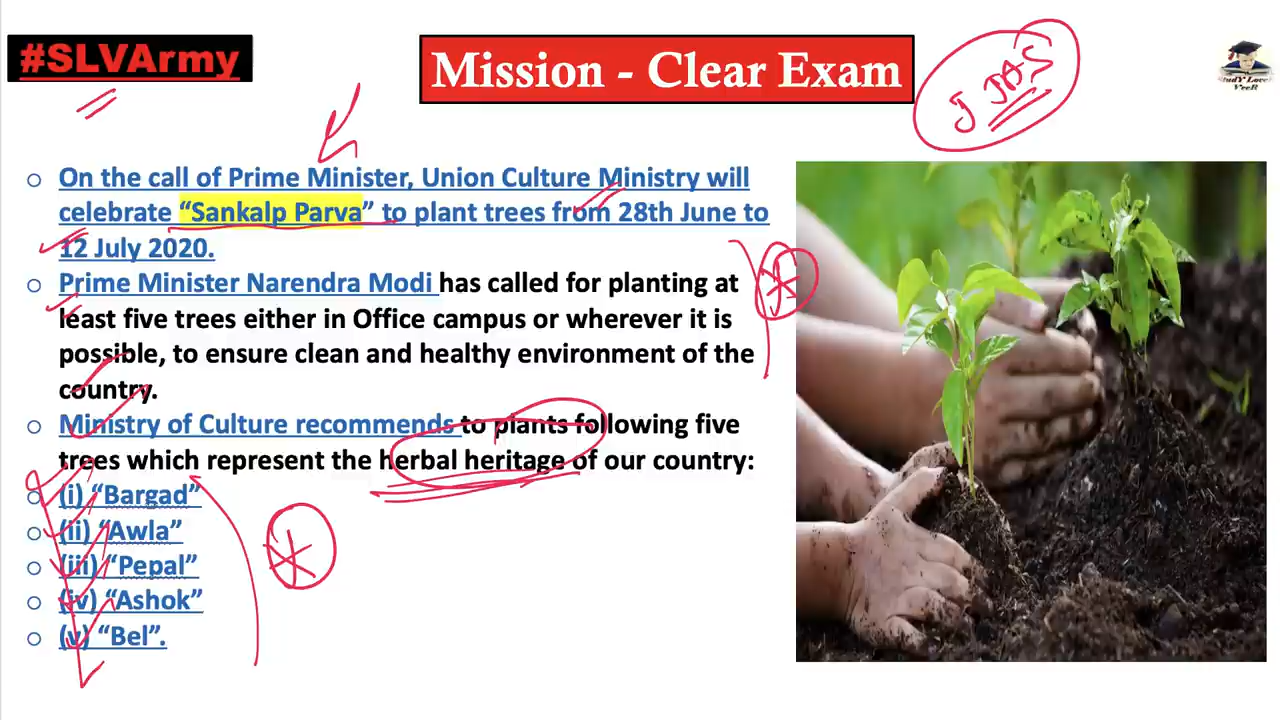 #SLVArmy
Mission - Clear Exam
On the call of Prime Minister, Union Culture Ministry will
celebrate “Sankalp Parva” to plant trees from 28th June to
12 July 2020.
Prime Minister Narendra Modi has called for planting at
least five trees either in Office campus or wherever it is
possible, to ensure clean and healthy environment of the
country.
Ministry of Culture recommends to plants following five
trees which represent the herbal heritage of our country:
(i) “Bargad”
(ii) “Awla”
(iii) “Pepal”
(iv) “Ashok”
(v) “Bel”.